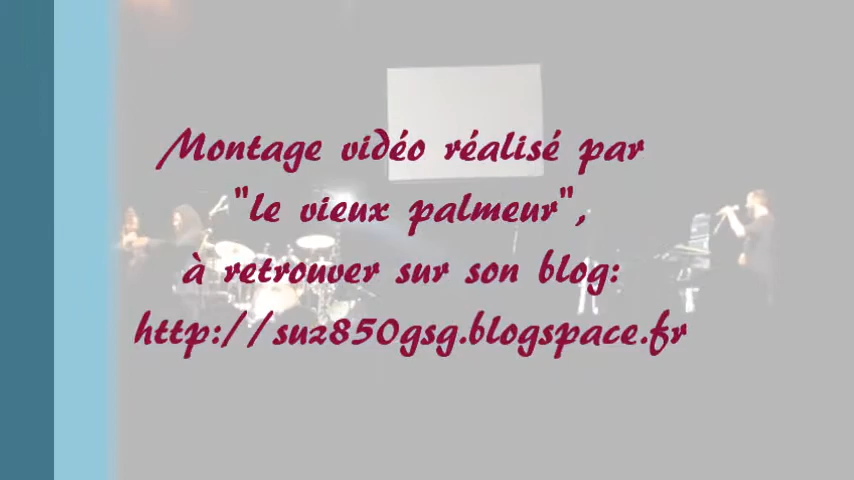 Montage vidéo réalisé par
"le vieux palmeur",
à retrouver sur son blog:
http://suz850gsg.blogspace.fr